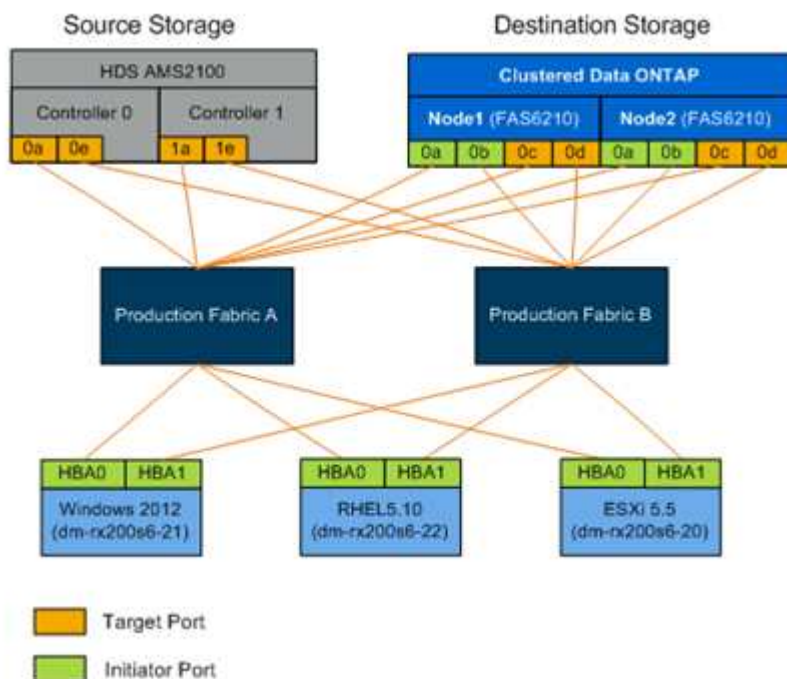 Source Storage
Destination Storage
HDS AMS2100
Controller 0
Controller 1
0a 0e 1a 1e
Clustered Data ONTAP
Node1 (FAS6210)
Node2 (FAS6210)
0a 0b 0c 0d 0a 0b 0c 0d
Production Fabric A
Production Fabric B
HBA0 HBA1
Windows 2012
(dm-rx200s6-21)
HBA0 HBA1
RHEL5.10
(dm-rx200s6-22)
HBA0 HBA1
ESXi 5.5
(dm-rx200s6-20)
Target Port
Initiator Port